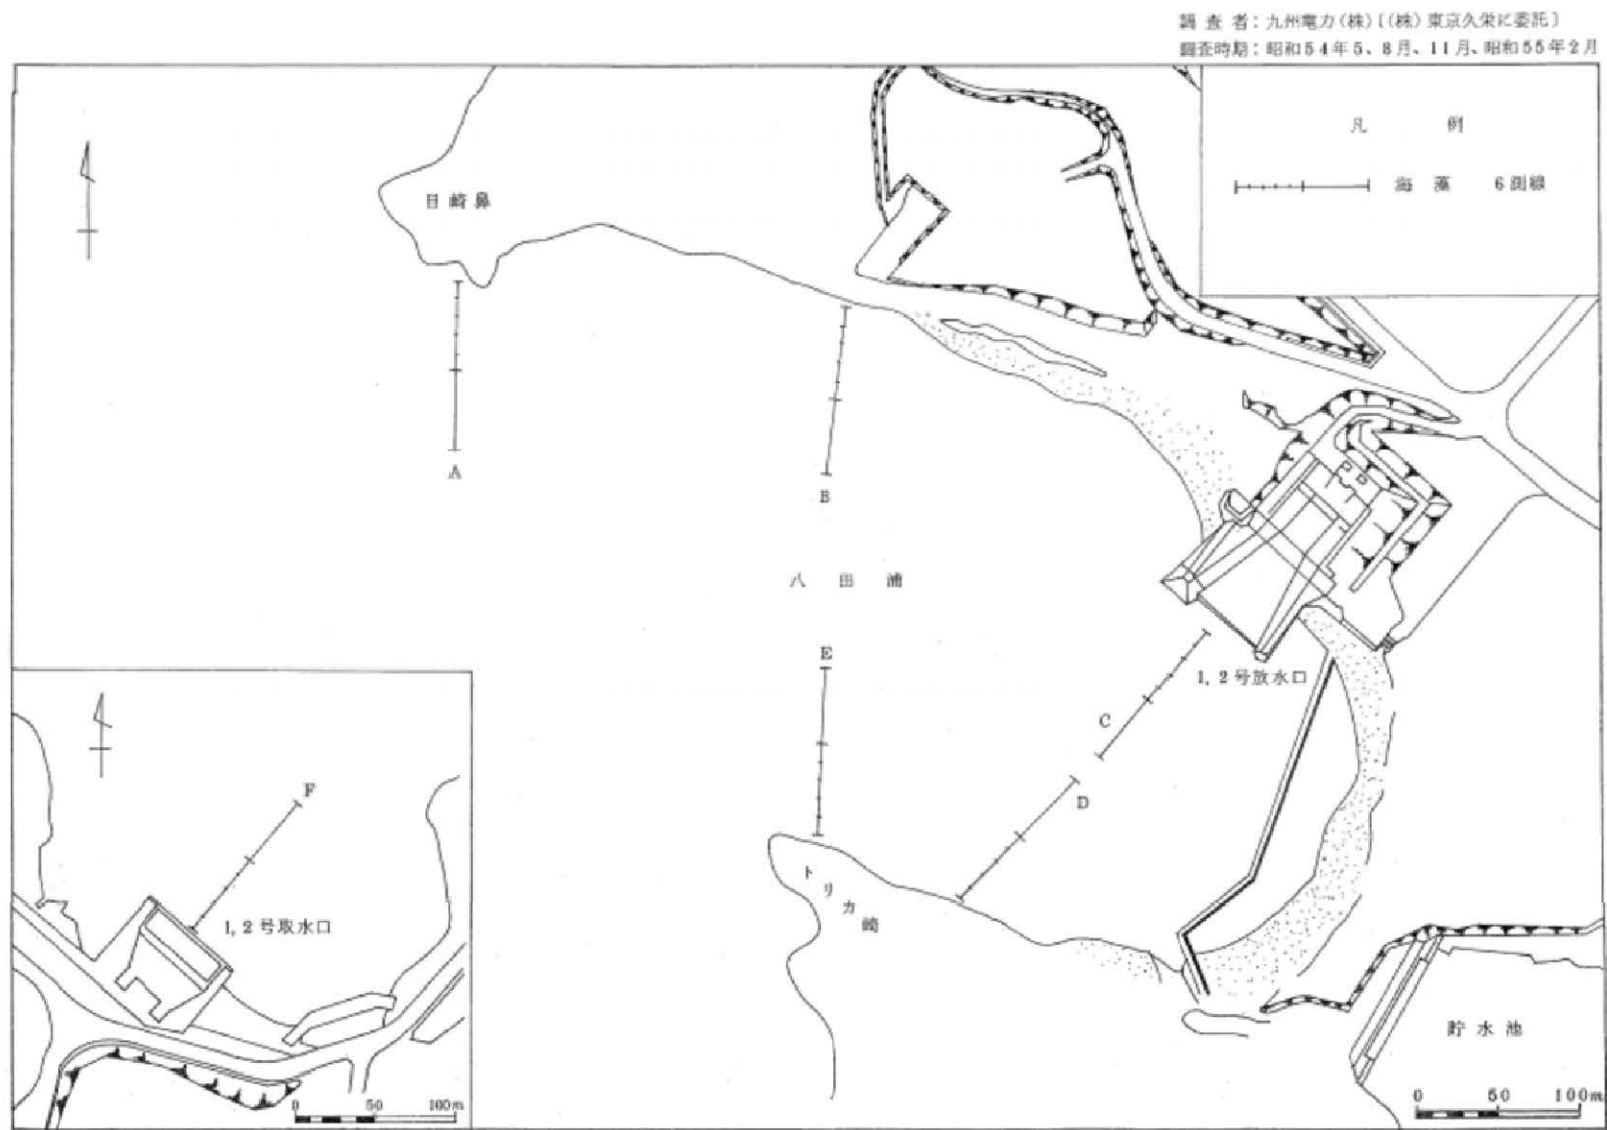 調査者：九州電力（株）〔（株）東京久栄に委託〕
調査時期：昭和54年5、8月、11月、昭和55年2月
凡例
海藻 6測線
日崎鼻
A
B
八田浦
E
1,2号放水口
C
D
トリカ崎
貯水池
0 50 100m
F
1,2号取水口
0 50 100m